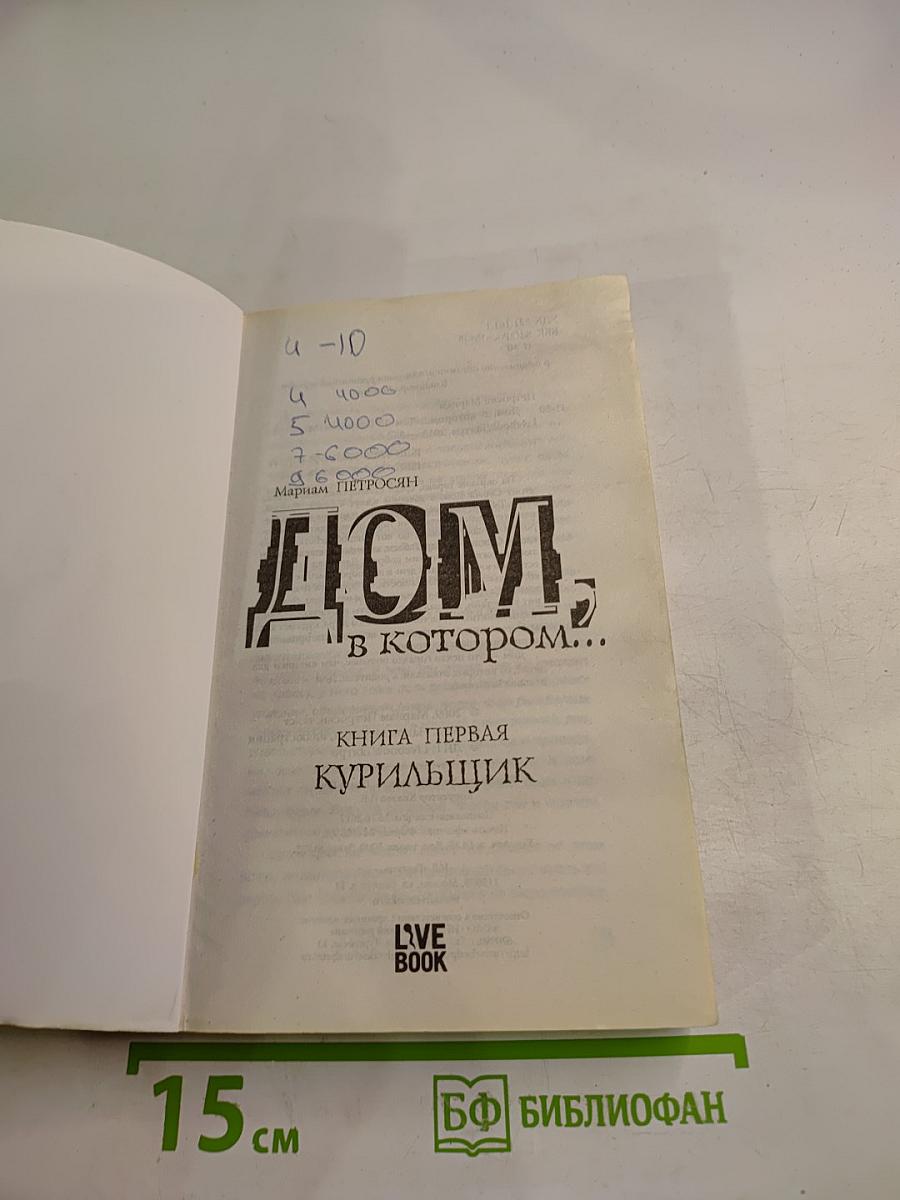 4 -10
4 4000
5 4000
7-6000
9 6000
Мариам ПЕТРОСЯН
ДОМ,
в котором...
КНИГА ПЕРВАЯ
КУРИЛЬЩИК
LIVE
BOOK
15 см
БФ БИБЛИОФАН